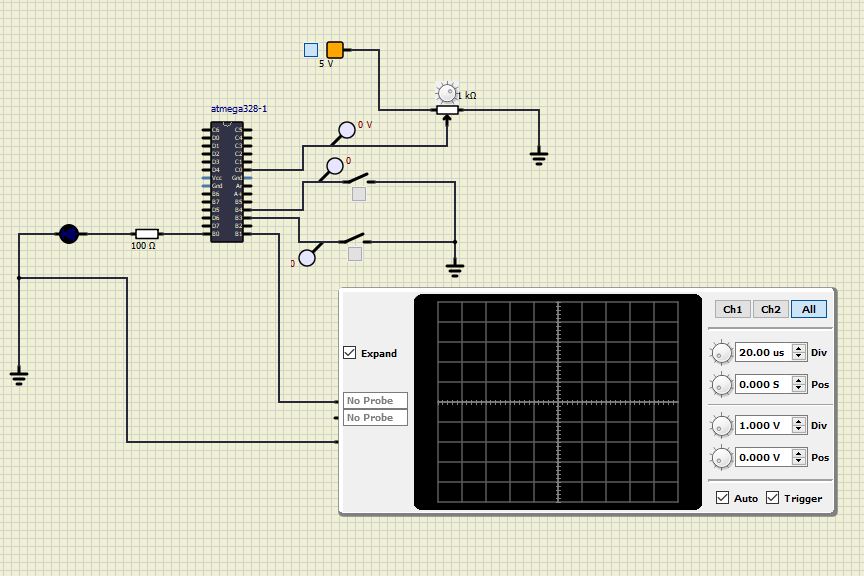 5 V
1 kΩ
atmega328-1
0 V
C6 C5
D0 C4
D1 C3
D2 C2
D3 C1
D4 C0
Vcc Gnd
Gnd Ar
B6
B7 B5
D5 B4
D6 B3
D7 B2
B0 B1
0
100 Ω
0
Ch1 Ch2 All
Expand
20.00 us Div
0.000 S Pos
No Probe
No Probe
1.000 V Div
0.000 V Pos
Auto Trigger